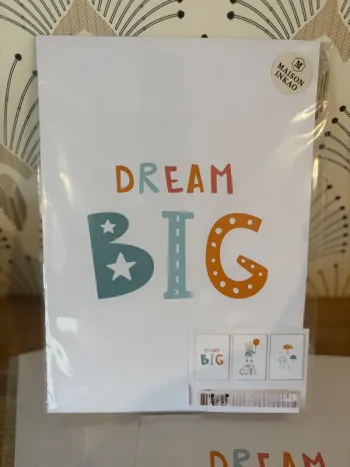 M
MAISON
INKAO
DREAM
BIG
DREAM
BIG
CUTE
DREAM